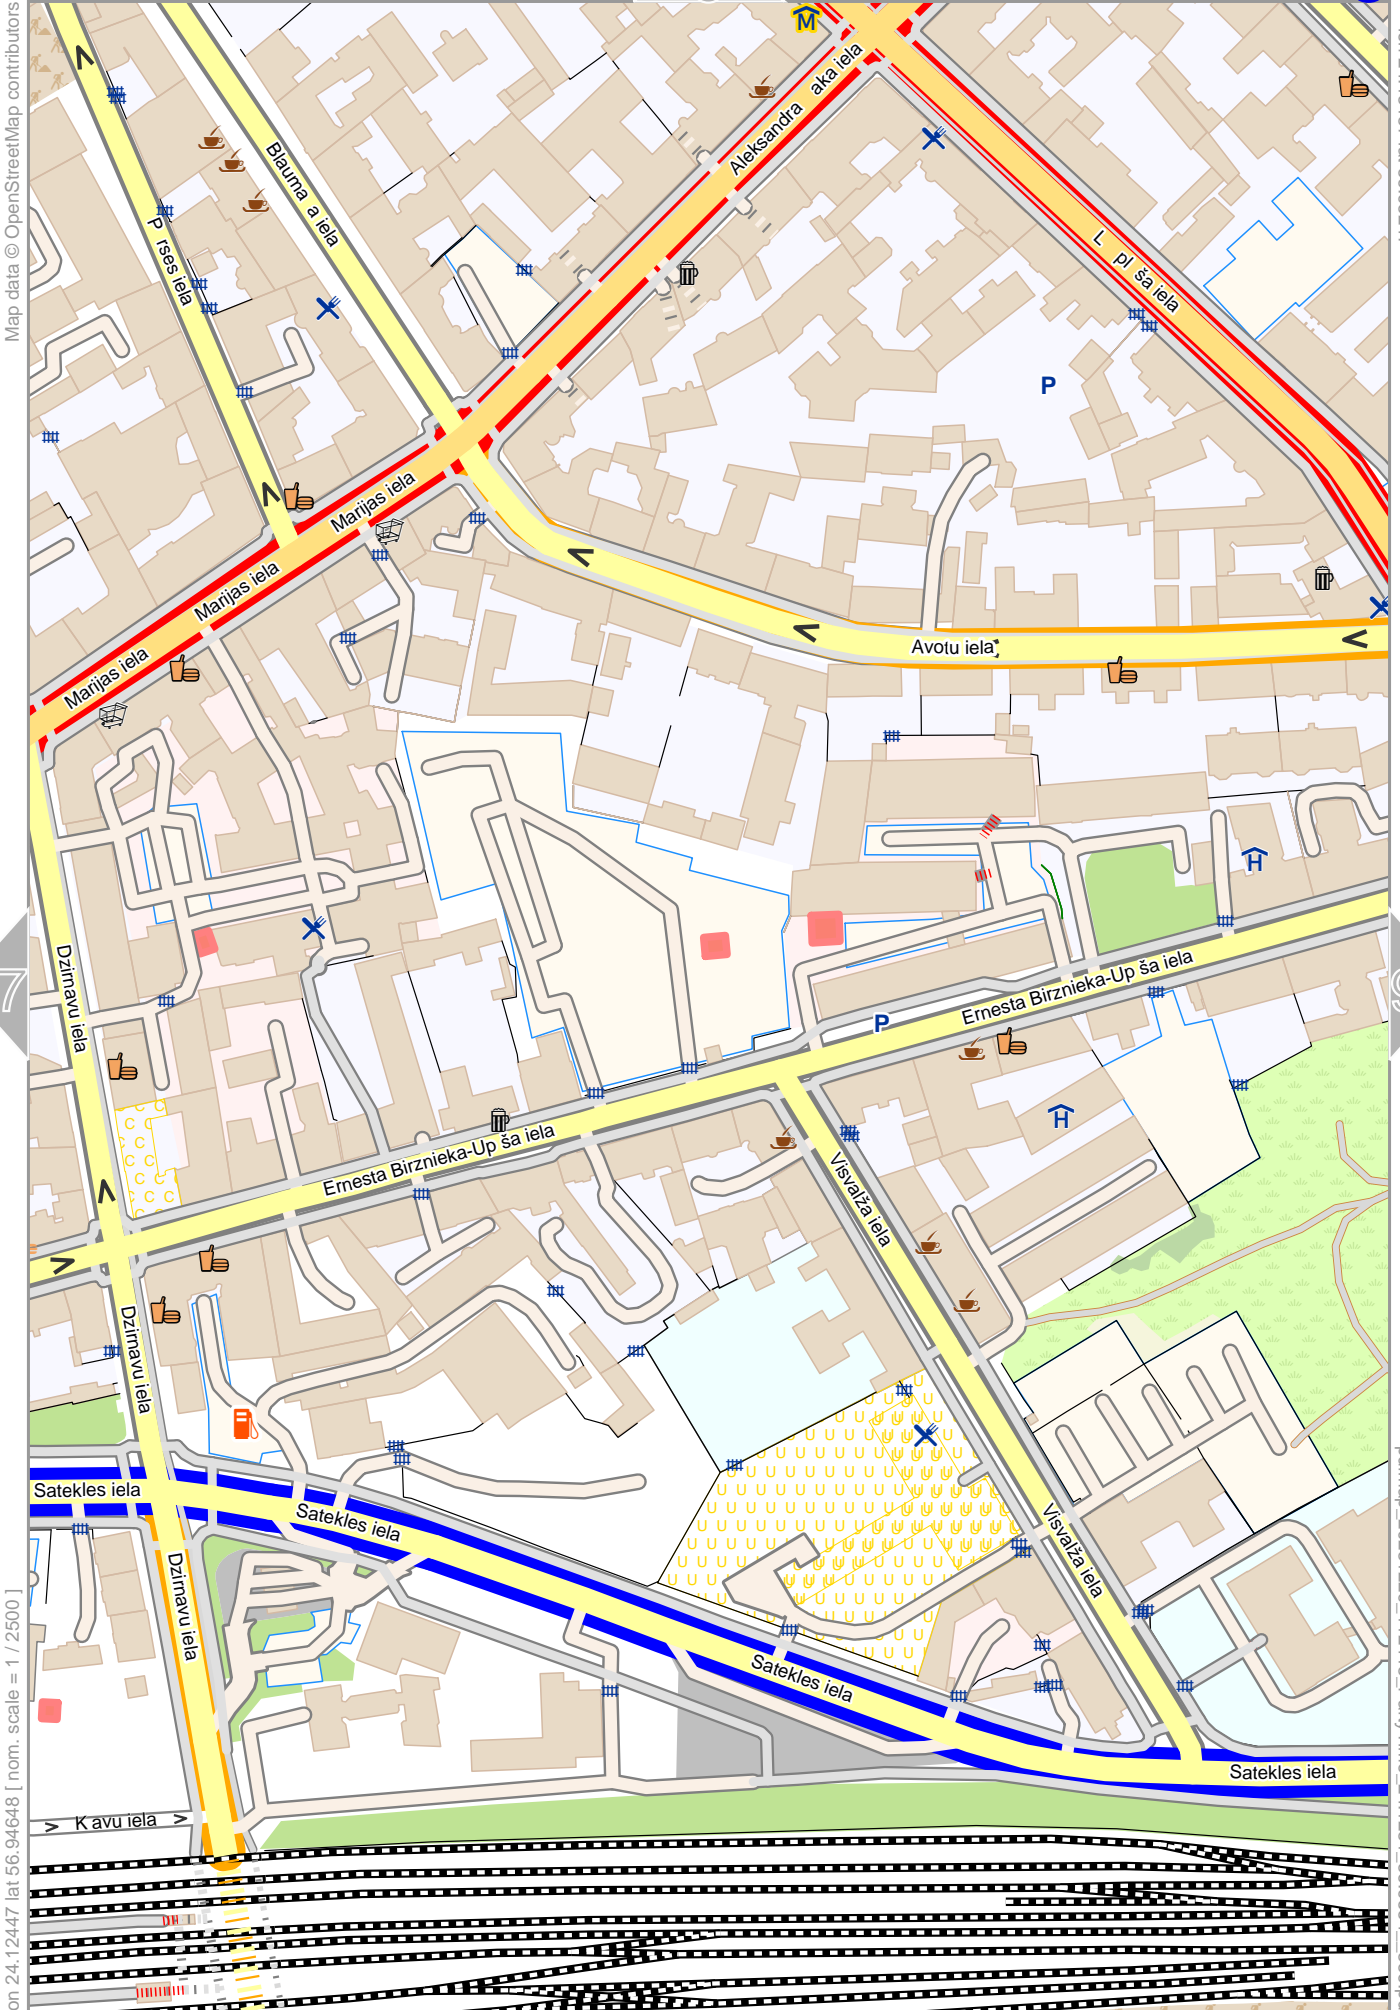 Map data © OpenStreetMap contributors
on 24.12447 lat 56.94648 [ nom. scale = 1 / 2500 ]
M
Aleksandra aka iela
Blauma a iela
P rses iela
L pl ša iela
P
Marijas iela
Marijas iela
Marijas iela
Avotu iela
H
7
Dzirnavu iela
Ernesta Birznieka-Up ša iela
P
H
Ernesta Birznieka-Up ša iela
Visvalža iela
Dzirnavu iela
Satekles iela
Satekles iela
Visvalža iela
Dzirnavu iela
Satekles iela
Satekles iela
K avu iela